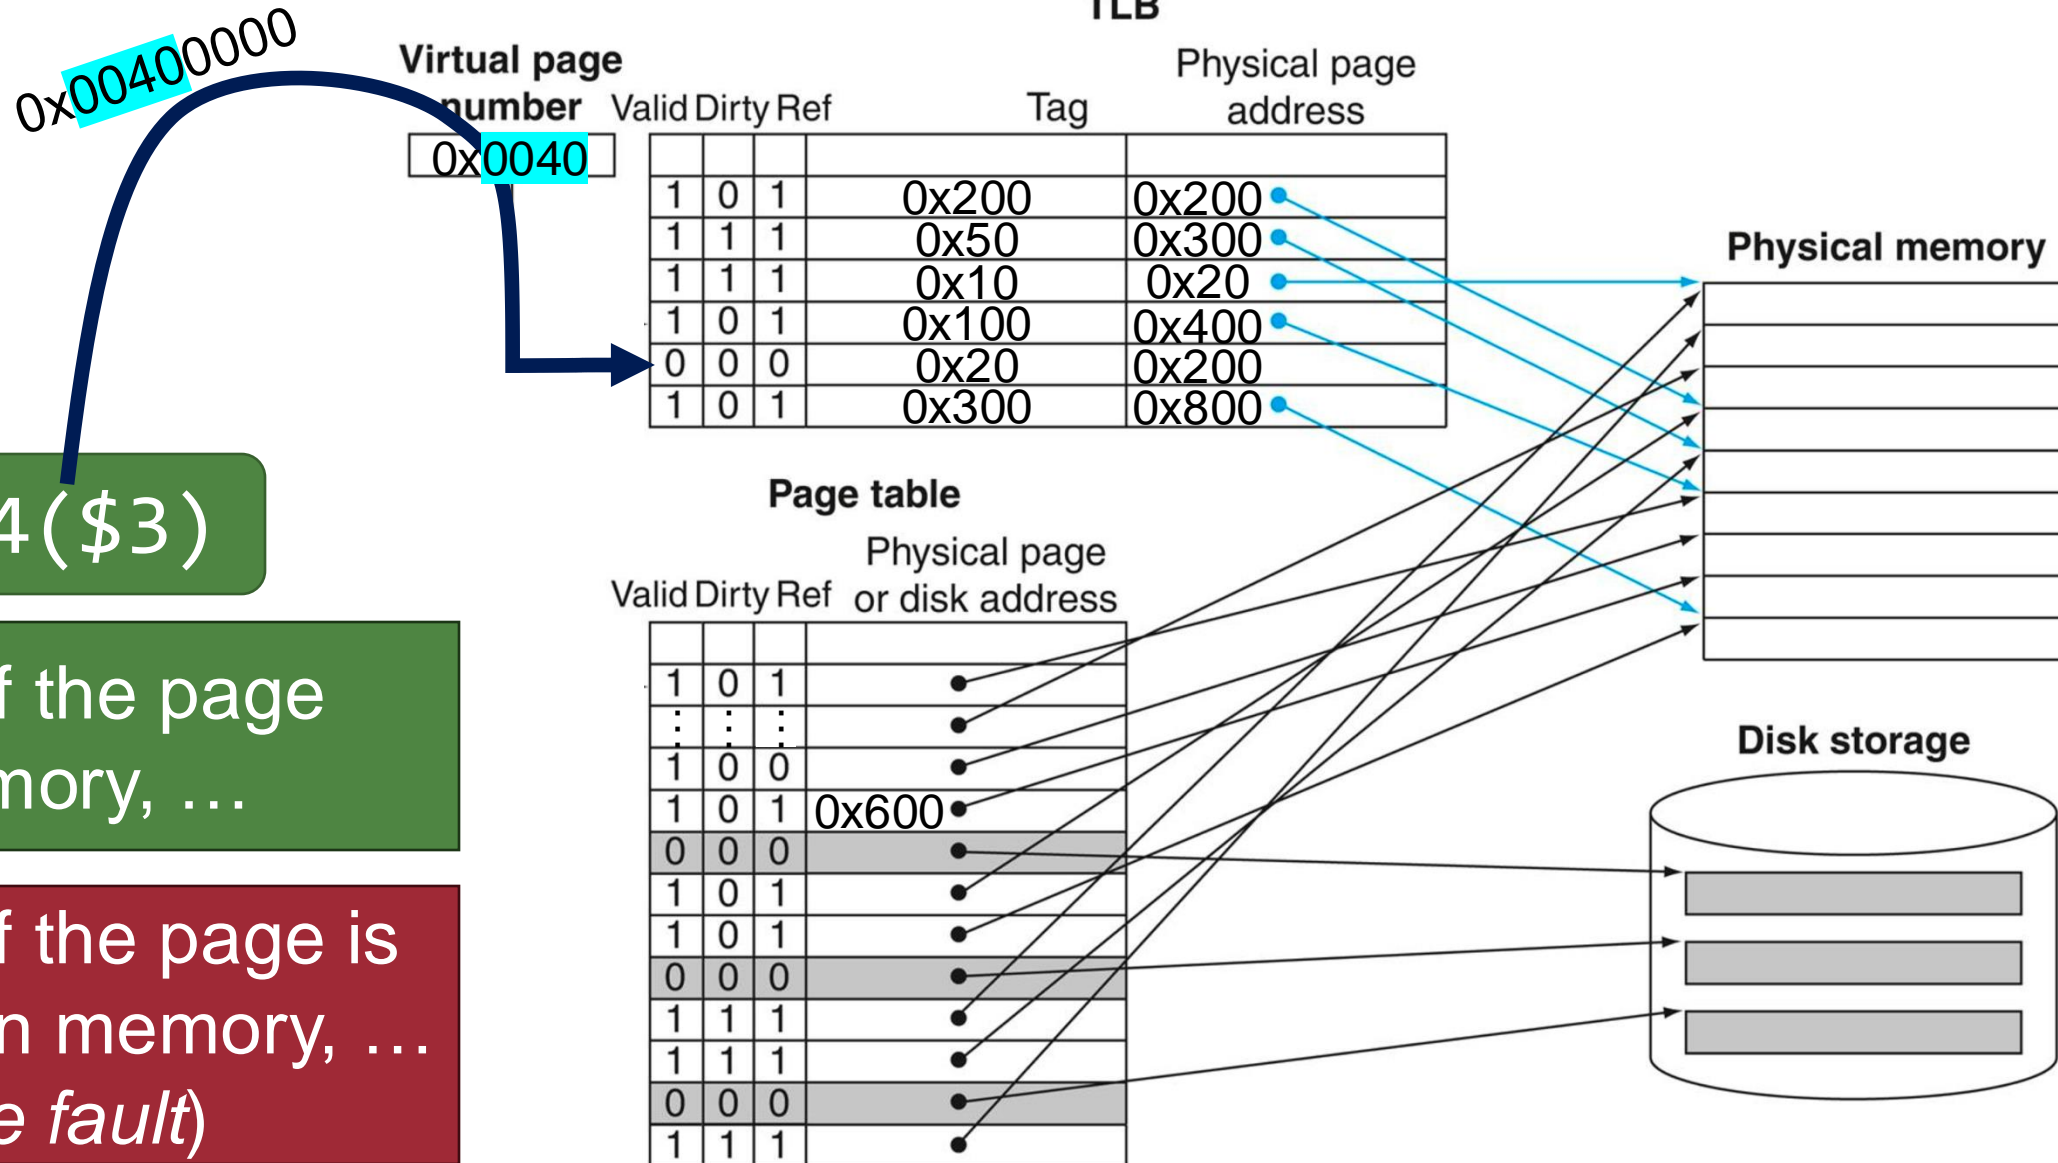 TLB
0x00400000
Virtual page
number
0x0040
Valid Dirty Ref
Tag
Physical page
address
1 0 1 0x200 0x200
1 1 1 0x50 0x300
1 1 1 0x10 0x20
1 0 1 0x100 0x400
0 0 0 0x20 0x200
1 0 1 0x300 0x800
Physical memory
4($3)
f the page
mory, …
f the page is
n memory, …
e fault)
Page table
Physical page
Valid Dirty Ref or disk address
1 0 1
⋮ ⋮ ⋮
1 0 0
1 0 1 0x600
0 0 0
1 0 1
1 0 1
0 0 0
1 1 1
1 1 1
0 0 0
1 1 1
Disk storage